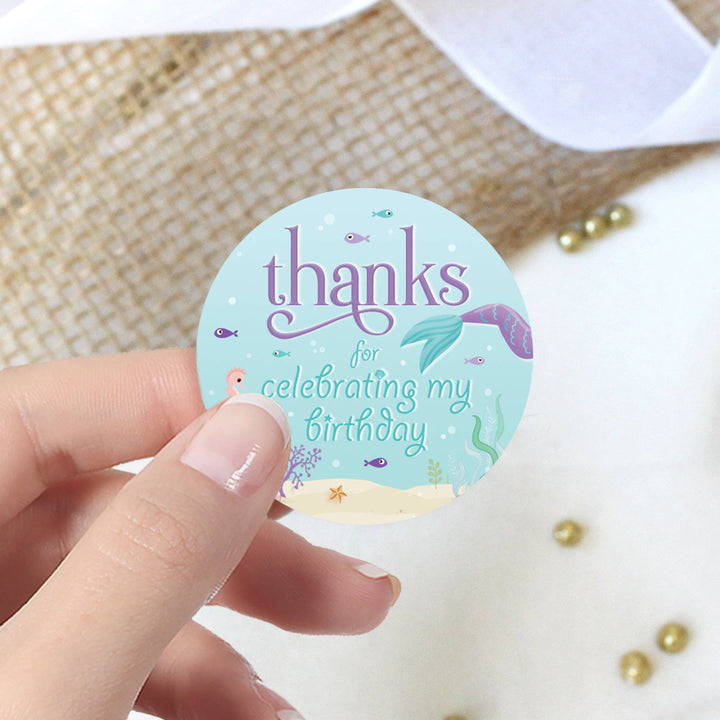 thanks
for
celebrating my
birthday